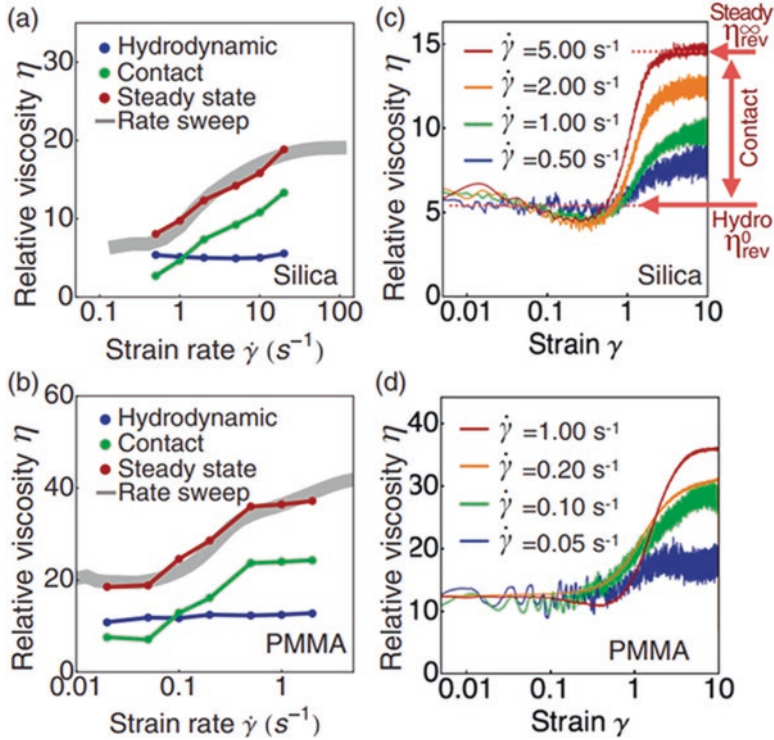 (a)
30
20
10
0
Relative viscosity η
Hydrodynamic
Contact
Steady state
Rate sweep
Silica
0.1 1 10 100
Strain rate γ̇ (s⁻¹)
(b)
60
40
20
0
Relative viscosity η
Hydrodynamic
Contact
Steady state
Rate sweep
PMMA
0.01 0.1 1
Strain rate γ̇ (s⁻¹)
(c)
15
10
5
0
Relative viscosity η
γ̇ =5.00 s⁻¹
γ̇ =2.00 s⁻¹
γ̇ =1.00 s⁻¹
γ̇ =0.50 s⁻¹
Silica
0.01 0.1 1 10
Strain γ
Steady
η∞rev
Contact
Hydro
η0rev
(d)
40
30
20
10
0
Relative viscosity η
γ̇ =1.00 s⁻¹
γ̇ =0.20 s⁻¹
γ̇ =0.10 s⁻¹
γ̇ =0.05 s⁻¹
PMMA
0.01 0.1 1 10
Strain γ